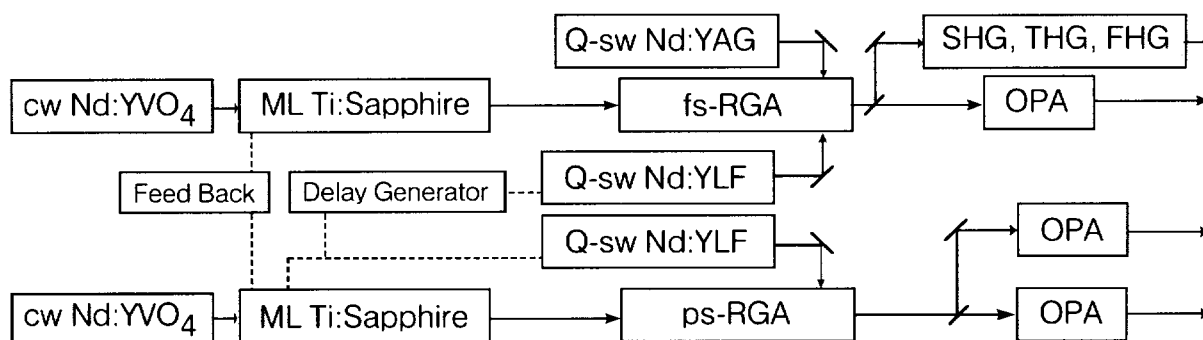 Q-sw Nd:YAG
SHG, THG, FHG
cw Nd:YVO4
ML Ti:Sapphire
fs-RGA
OPA
Feed Back
Delay Generator
Q-sw Nd:YLF
Q-sw Nd:YLF
OPA
cw Nd:YVO4
ML Ti:Sapphire
ps-RGA
OPA